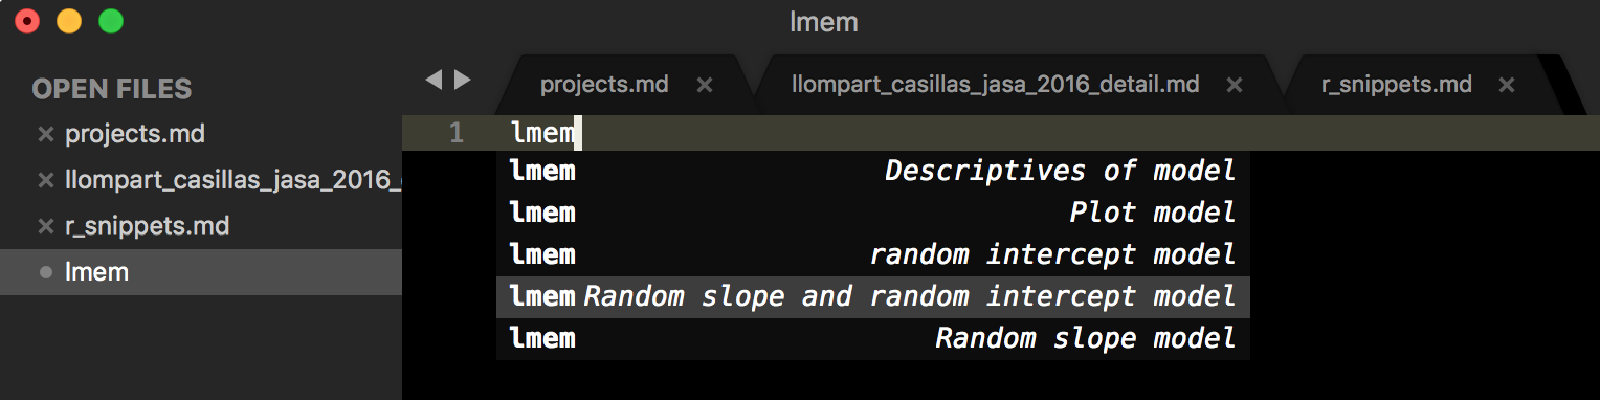 lmem
OPEN FILES
projects.md
llompart_casillas_jasa_2016_
r_snippets.md
lmem
projects.md llompart_casillas_jasa_2016_detail.md r_snippets.md
1 lmem
lmem Descriptives of model
lmem Plot model
lmem random intercept model
lmem Random slope and random intercept model
lmem Random slope model